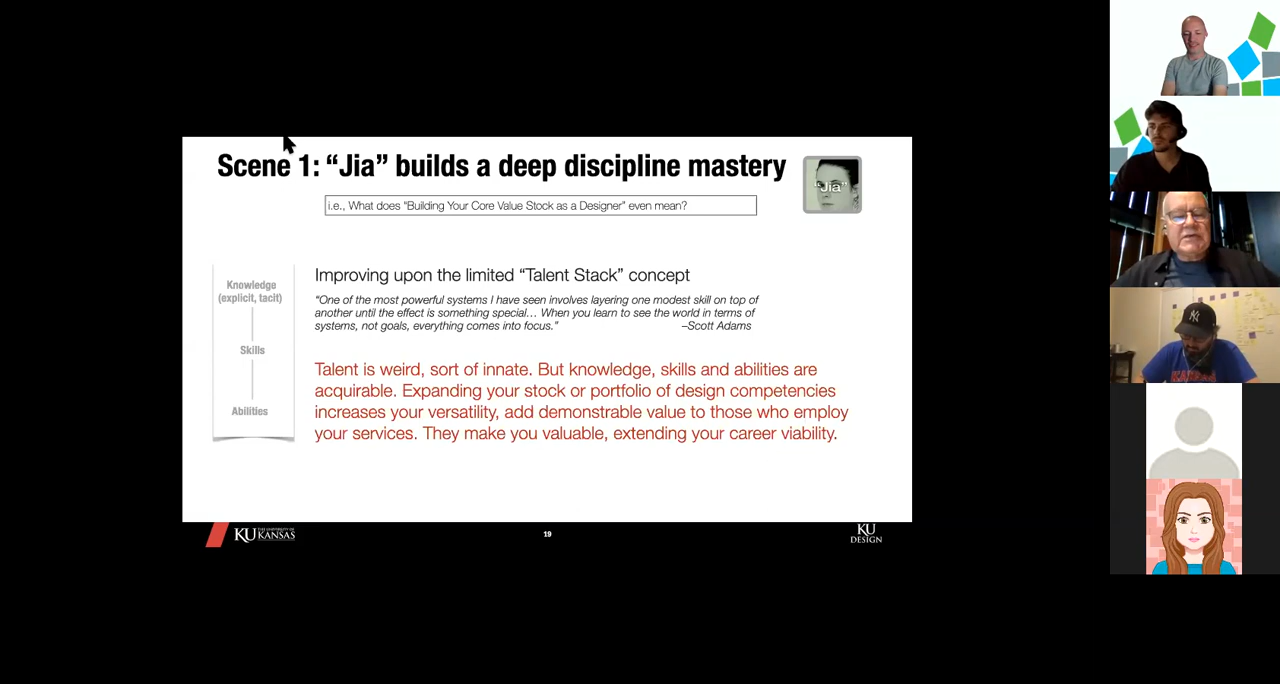 Scene 1: “Jia” builds a deep discipline mastery
“Jia”
i.e., What does “Building Your Core Value Stock as a Designer” even mean?
Improving upon the limited “Talent Stack” concept
“One of the most powerful systems I have seen involves layering one modest skill on top of
another until the effect is something special... When you learn to see the world in terms of
systems, not goals, everything comes into focus.” –Scott Adams
Knowledge
(explicit, tacit)
Skills
Abilities
Talent is weird, sort of innate. But knowledge, skills and abilities are
acquirable. Expanding your stock or portfolio of design competencies
increases your versatility, add demonstrable value to those who employ
your services. They make you valuable, extending your career viability.
KU THE UNIVERSITY OF
KANSAS
19
KU
DESIGN